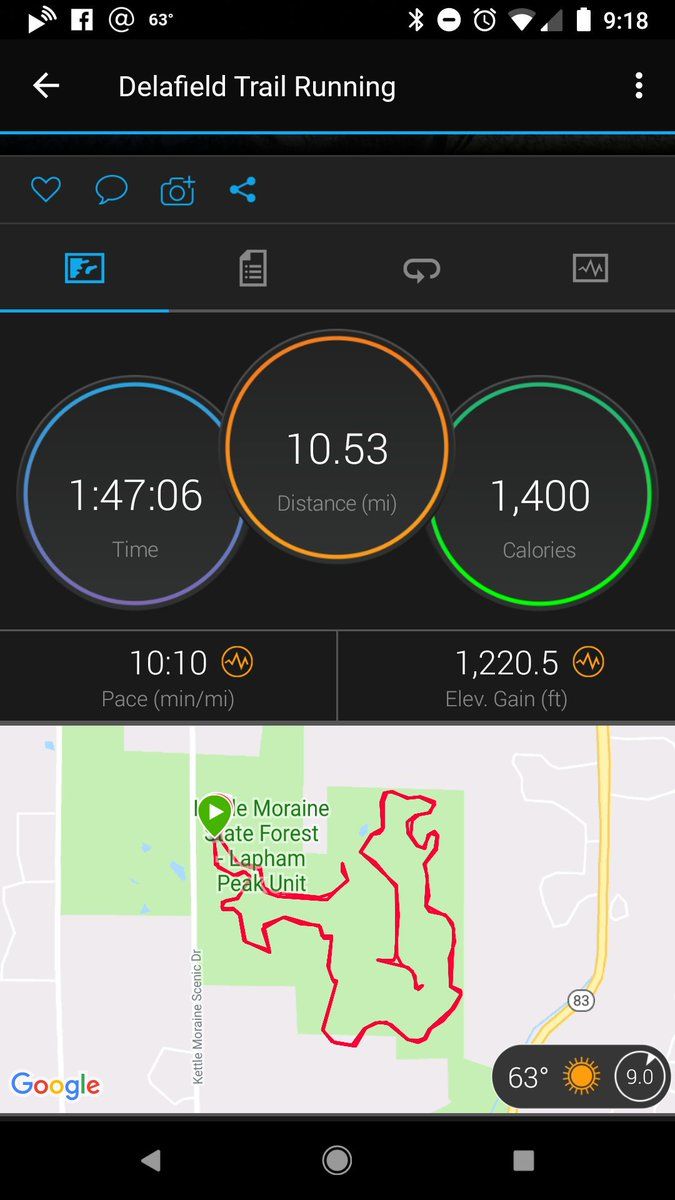 @ 63° 9:18
Delafield Trail Running
10.53
Distance (mi)
1:47:06
Time
1,400
Calories
10:10
Pace (min/mi)
1,220.5
Elev. Gain (ft)
le Moraine
ate Forest
- Lapham
Peak Unit
Kettle Moraine Scenic Dr
83
Google
63° 9.0